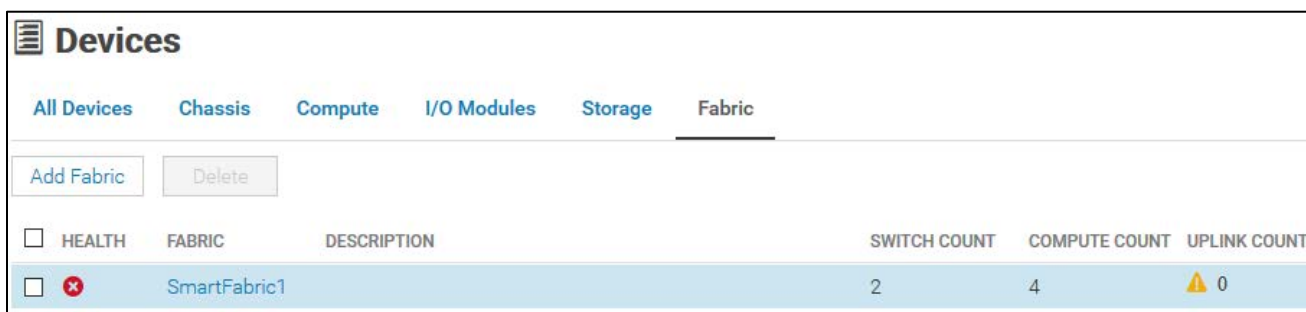 Devices
All Devices Chassis Compute I/O Modules Storage Fabric
Add Fabric Delete
HEALTH FABRIC DESCRIPTION SWITCH COUNT COMPUTE COUNT UPLINK COUNT
SmartFabric1 2 4 0